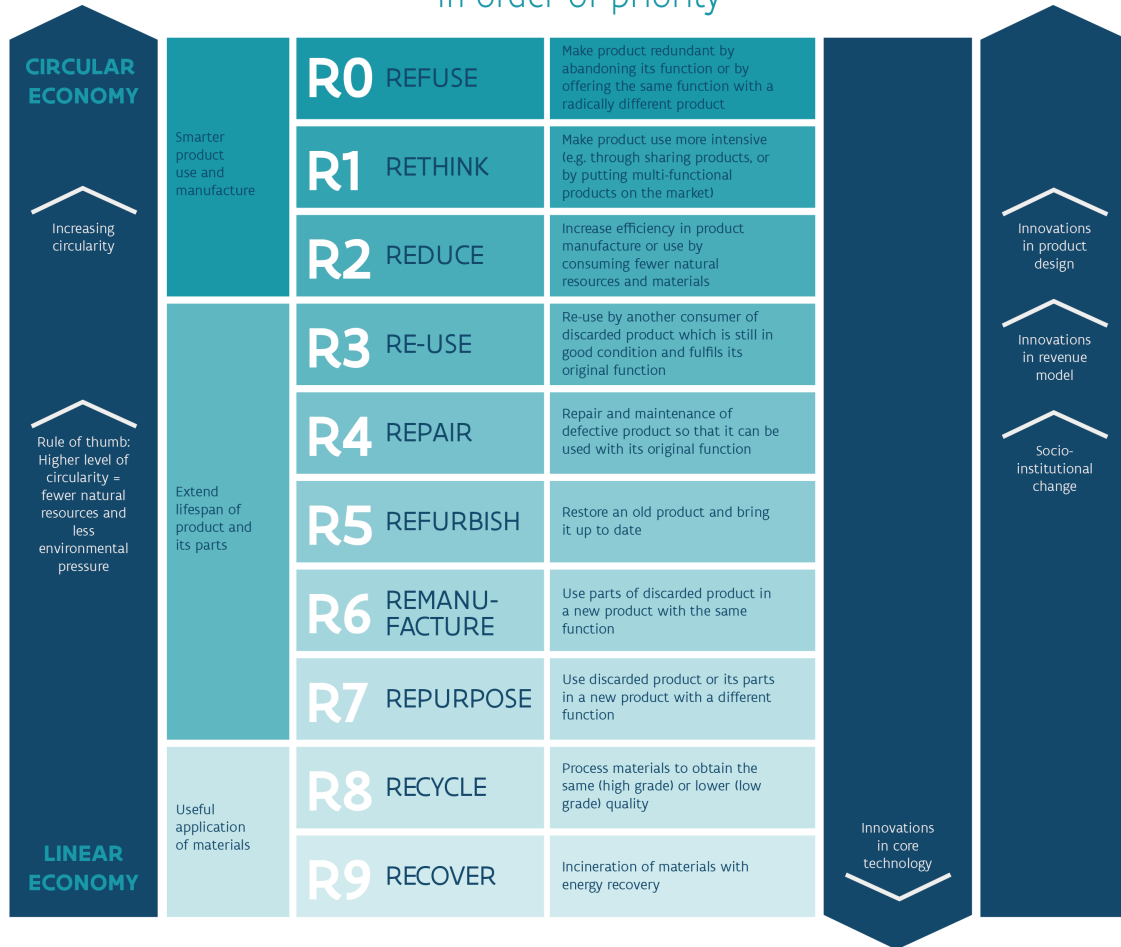 in order of priority
CIRCULAR
ECONOMY
Increasing
circularity
Rule of thumb:
Higher level of
circularity =
fewer natural
resources and
less
environmental
pressure
LINEAR
ECONOMY
Smarter
product
use and
manufacture
R0 REFUSE
Make product redundant by
abandoning its function or by
offering the same function with a
radically different product
R1 RETHINK
Make product use more intensive
(e.g. through sharing products, or
by putting multi-functional
products on the market)
R2 REDUCE
Increase efficiency in product
manufacture or use by
consuming fewer natural
resources and materials
Extend
lifespan of
product and
its parts
R3 RE-USE
Re-use by another consumer of
discarded product which is still in
good condition and fulfils its
original function
R4 REPAIR
Repair and maintenance of
defective product so that it can be
used with its original function
R5 REFURBISH
Restore an old product and bring
it up to date
R6 REMANU-
FACTURE
Use parts of discarded product in
a new product with the same
function
R7 REPURPOSE
Use discarded product or its parts
in a new product with a different
function
Useful
application
of materials
R8 RECYCLE
Process materials to obtain the
same (high grade) or lower (low
grade) quality
R9 RECOVER
Incineration of materials with
energy recovery
Innovations
in core
technology
Innovations
in product
design
Innovations
in revenue
model
Socio-
institutional
change